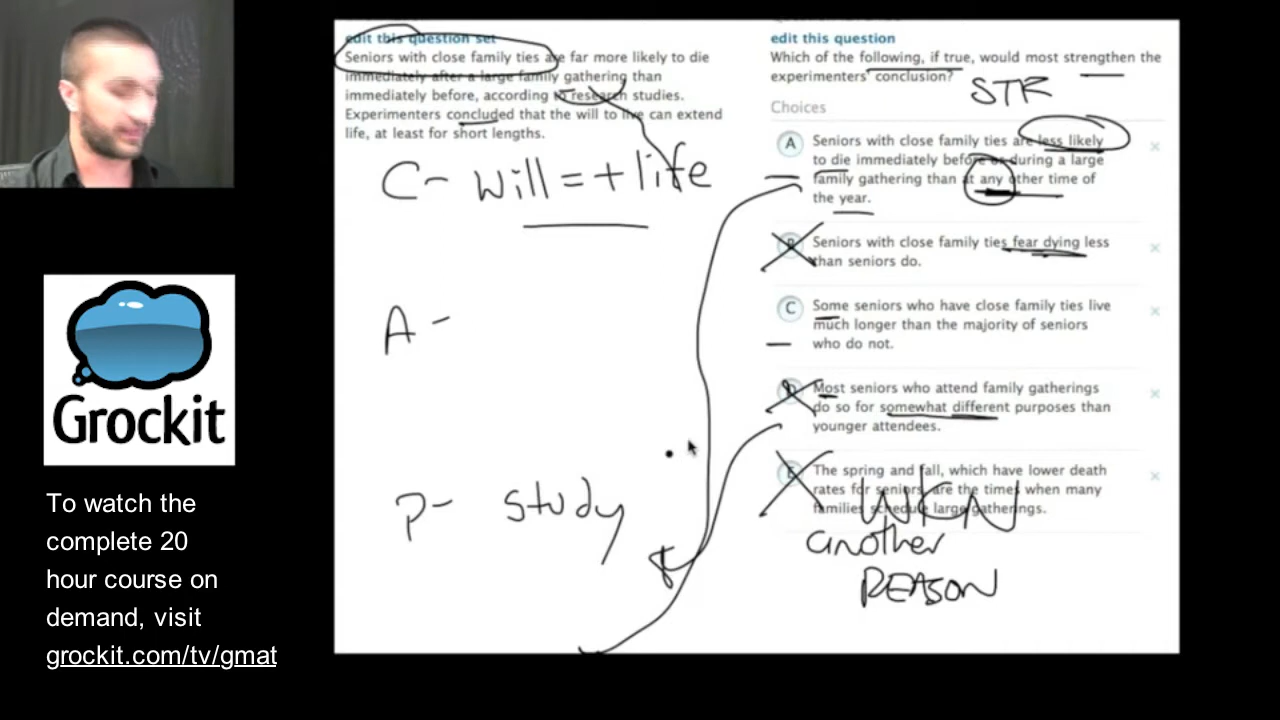 edit this question set
Seniors with close family ties are far more likely to die
immediately after a large family gathering than
immediately before, according to research studies.
Experimenters concluded that the will to live can extend
life, at least for short lengths.
C- will = + life
A-
P- study
edit this question
Which of the following, if true, would most strengthen the
experimenters' conclusion?
STR
Choices
A Seniors with close family ties are less likely
to die immediately before or during a large
family gathering than at any other time of
the year.
B Seniors with close family ties fear dying less
than seniors do.
C Some seniors who have close family ties live
much longer than the majority of seniors
who do not.
D Most seniors who attend family gatherings
do so for somewhat different purposes than
younger attendees.
E The spring and fall, which have lower death
rates for seniors, are the times when many
families schedule large gatherings.
WKN
another
REASON
Grockit
To watch the
complete 20
hour course on
demand, visit
grockit.com/tv/gmat